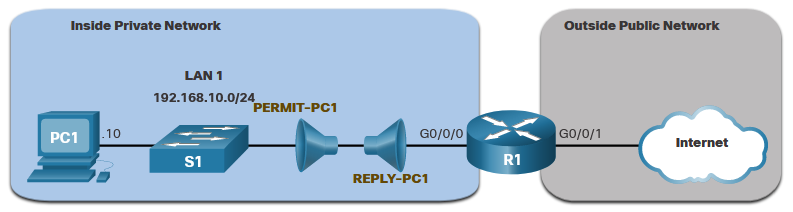 Inside Private Network
Outside Public Network
LAN 1
192.168.10.0/24
PERMIT-PC1
PC1
.10
S1
G0/0/0
R1
G0/0/1
Internet
REPLY-PC1